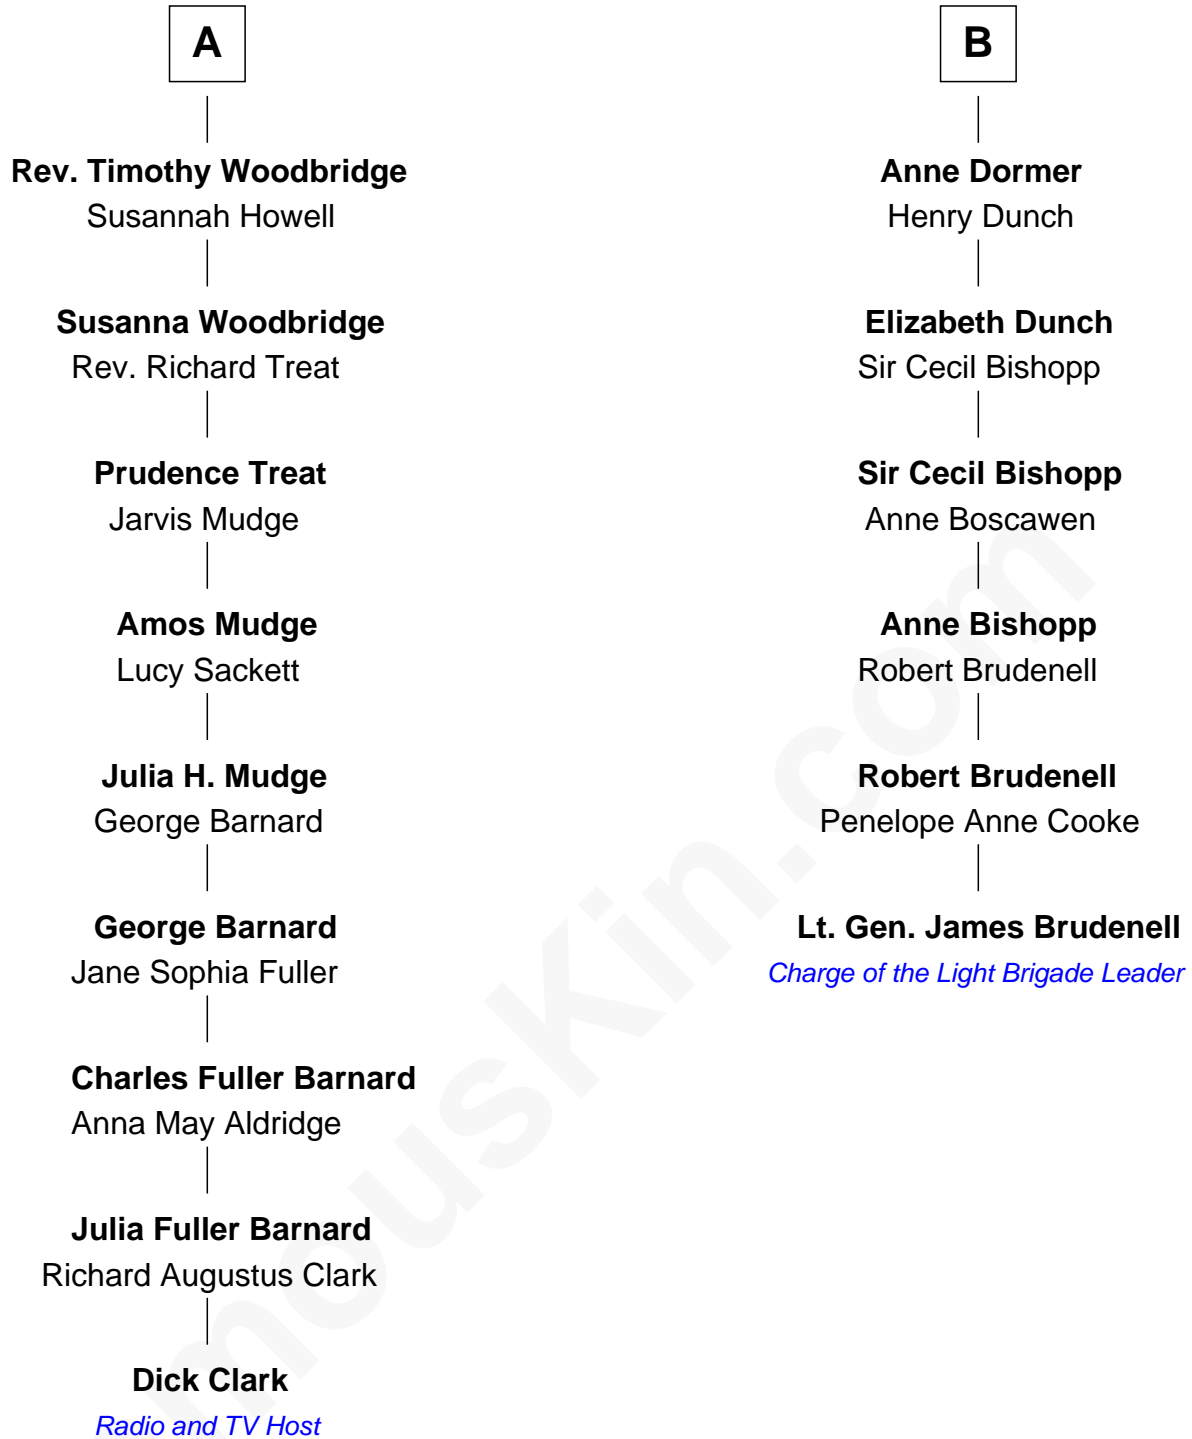 A
Rev. Timothy Woodbridge
Susannah Howell
Susanna Woodbridge
Rev. Richard Treat
Prudence Treat
Jarvis Mudge
Amos Mudge
Lucy Sackett
Julia H. Mudge
George Barnard
George Barnard
Jane Sophia Fuller
Charles Fuller Barnard
Anna May Aldridge
Julia Fuller Barnard
Richard Augustus Clark
Dick Clark
Radio and TV Host
B
Anne Dormer
Henry Dunch
Elizabeth Dunch
Sir Cecil Bishopp
Sir Cecil Bishopp
Anne Boscawen
Anne Bishopp
Robert Brudenell
Robert Brudenell
Penelope Anne Cooke
Lt. Gen. James Brudenell
Charge of the Light Brigade Leader
mousKin.com